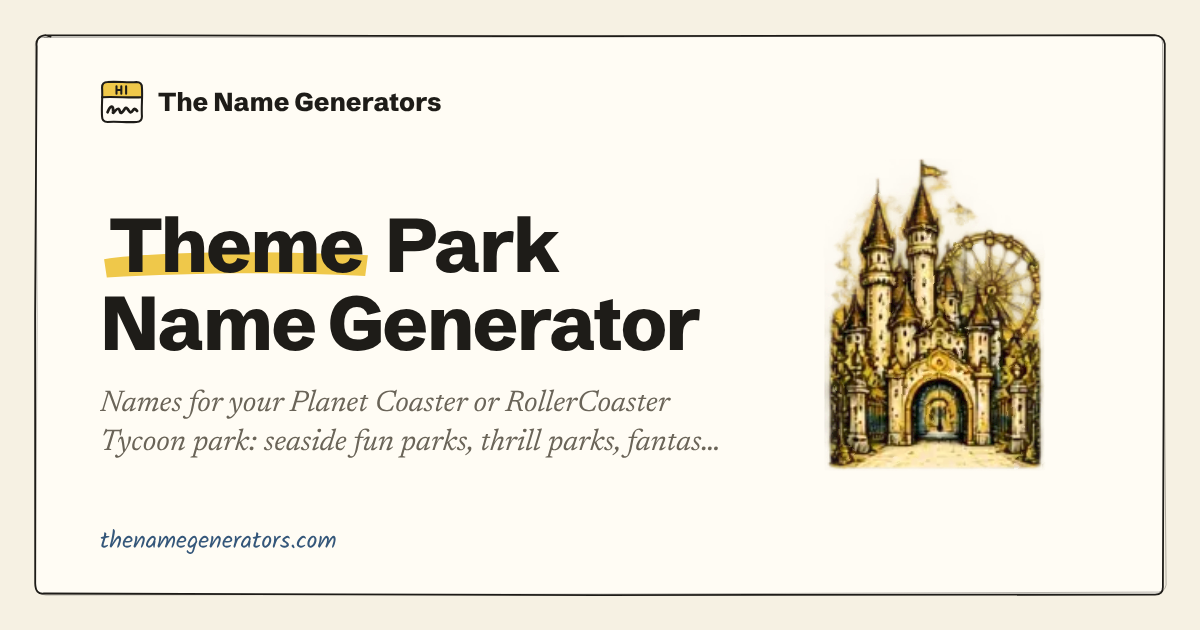 HI
The Name Generators
Theme Park
Name Generator
Names for your Planet Coaster or RollerCoaster
Tycoon park: seaside fun parks, thrill parks, fantas...
thenamegenerators.com